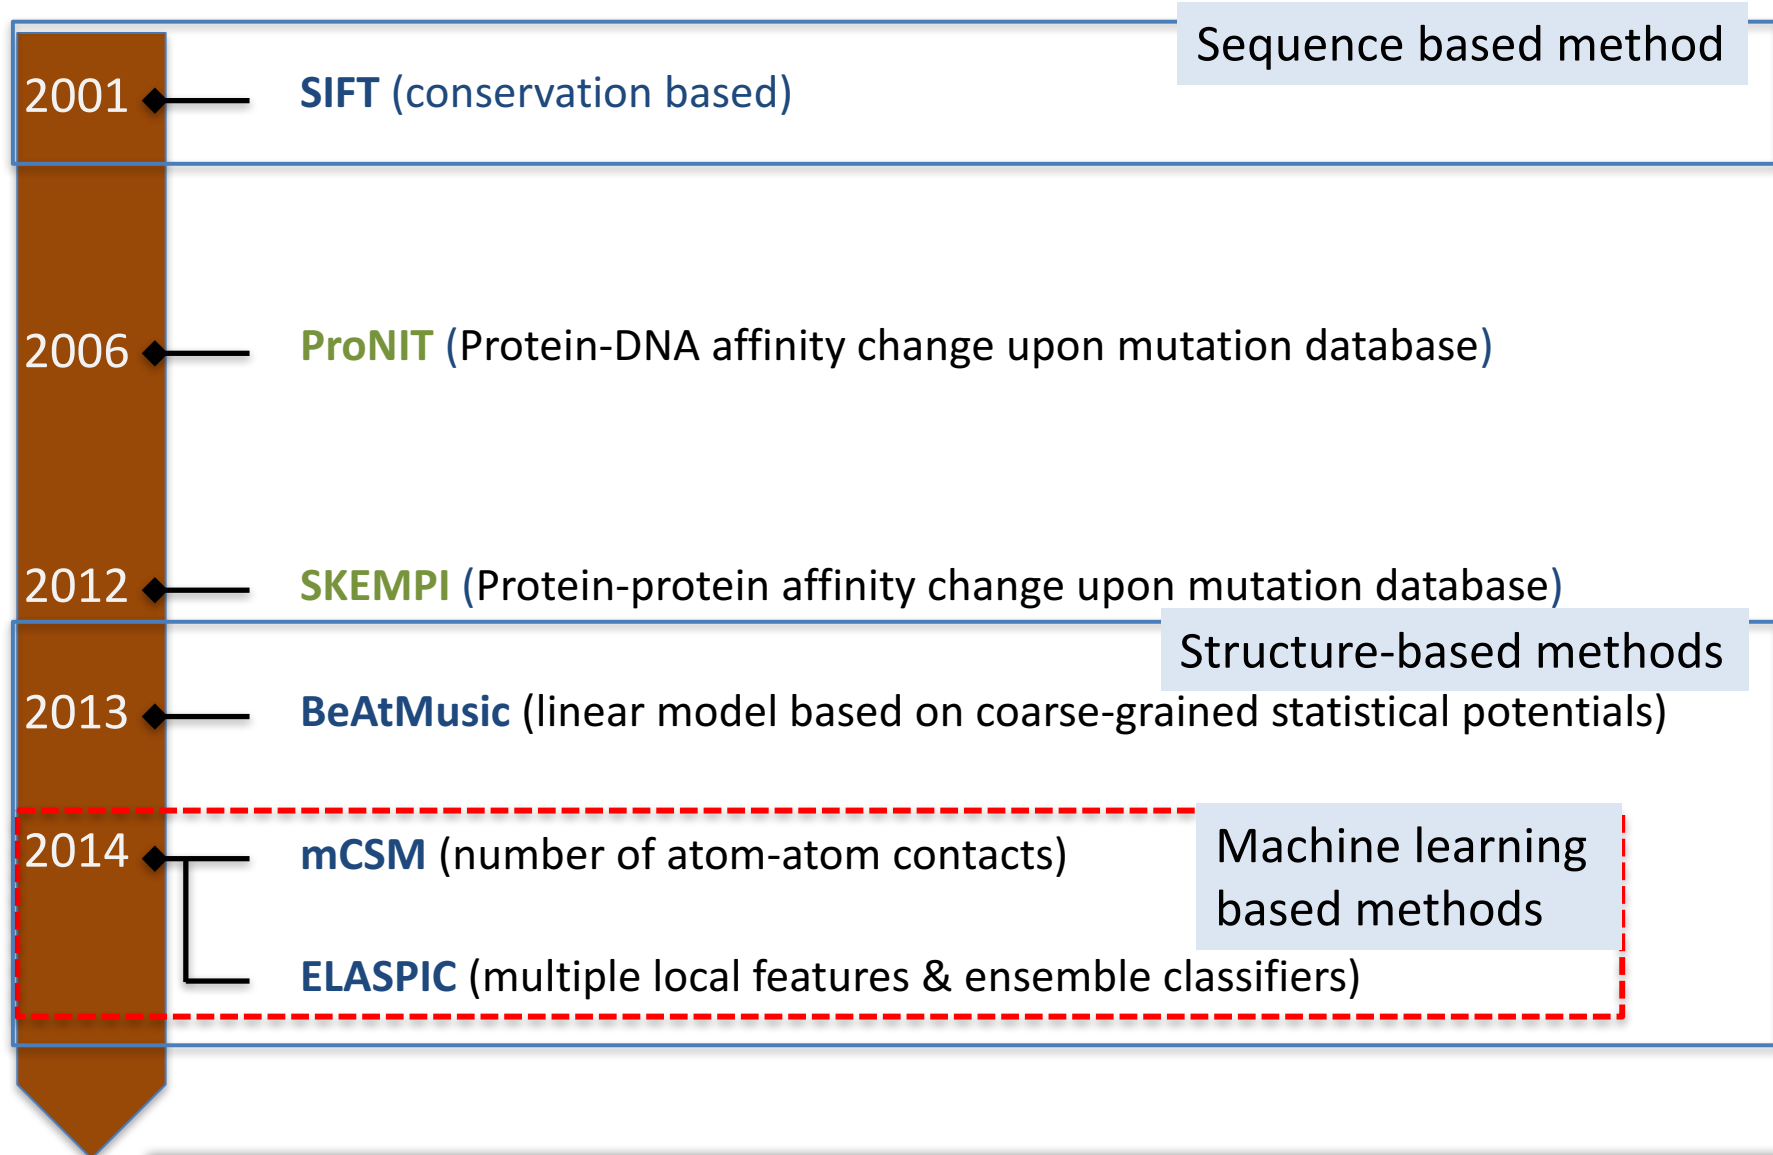 Sequence based method
2001 SIFT (conservation based)
2006 ProNIT (Protein-DNA affinity change upon mutation database)
2012 SKEMPI (Protein-protein affinity change upon mutation database)
Structure-based methods
2013 BeAtMusic (linear model based on coarse-grained statistical potentials)
2014 mCSM (number of atom-atom contacts)
Machine learning
based methods
ELASPIC (multiple local features & ensemble classifiers)